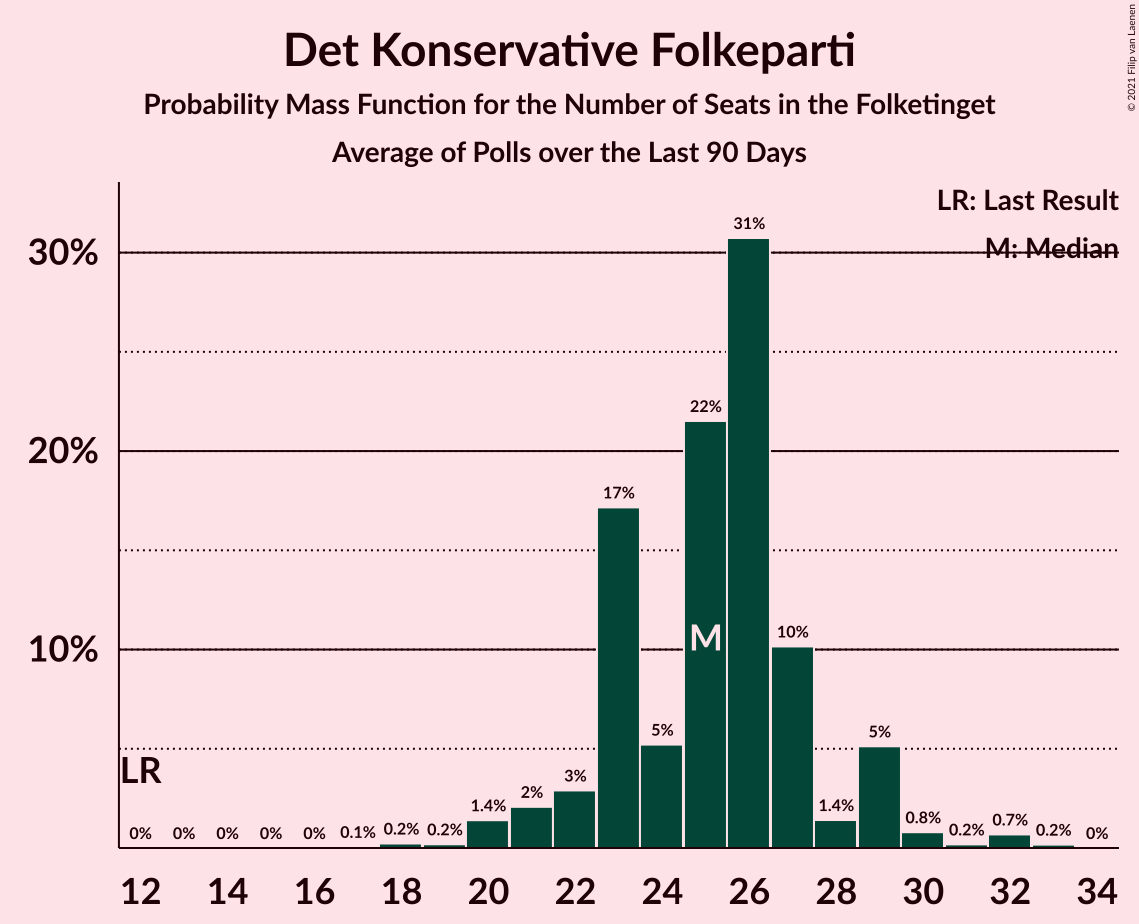 Det Konservative Folkeparti
Probability Mass Function for the Number of Seats in the Folketinget
Average of Polls over the Last 90 Days
© 2021 Filip van Laenen
LR: Last Result
M: Median
30%
20%
10%
31%
22%
17%
10%
5%
5%
3%
2%
1.4%
1.4%
0.8%
0.7%
0% 0% 0% 0% 0% 0.1% 0.2% 0.2% 0.2% 0.2% 0%
LR
M
12 14 16 18 20 22 24 26 28 30 32 34